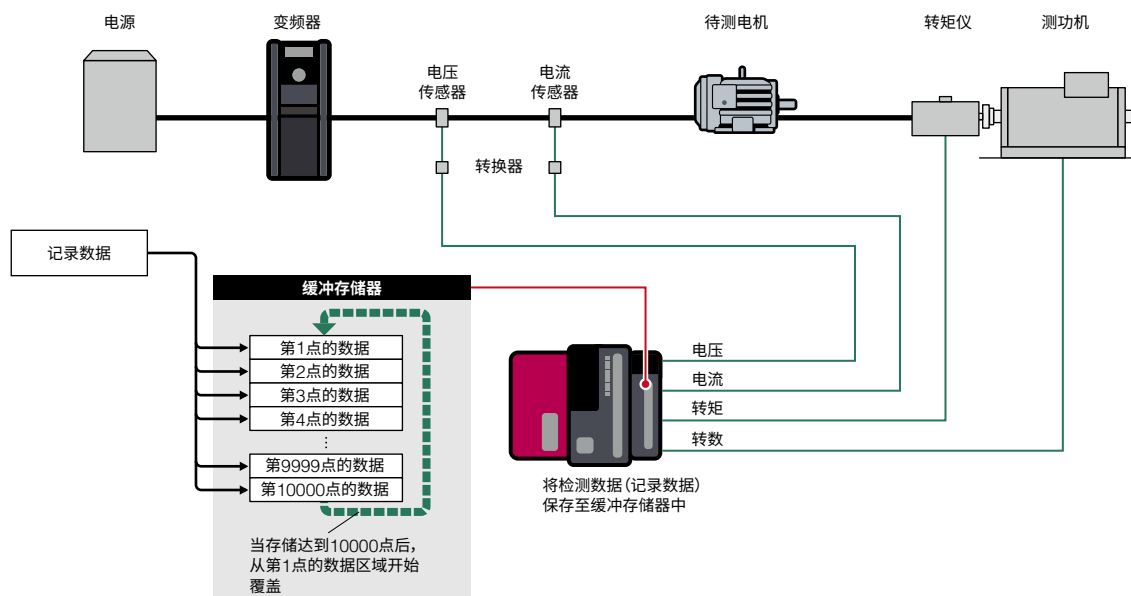 电源
变频器
待测电机
转矩仪
测功机
电压
传感器
电流
传感器
转换器
记录数据
缓冲存储器
第1点的数据
第2点的数据
第3点的数据
第4点的数据
⋮
第9999点的数据
第10000点的数据
当存储达到10000点后，
从第1点的数据区域开始
覆盖
电压
电流
转矩
转数
将检测数据（记录数据）
保存至缓冲存储器中